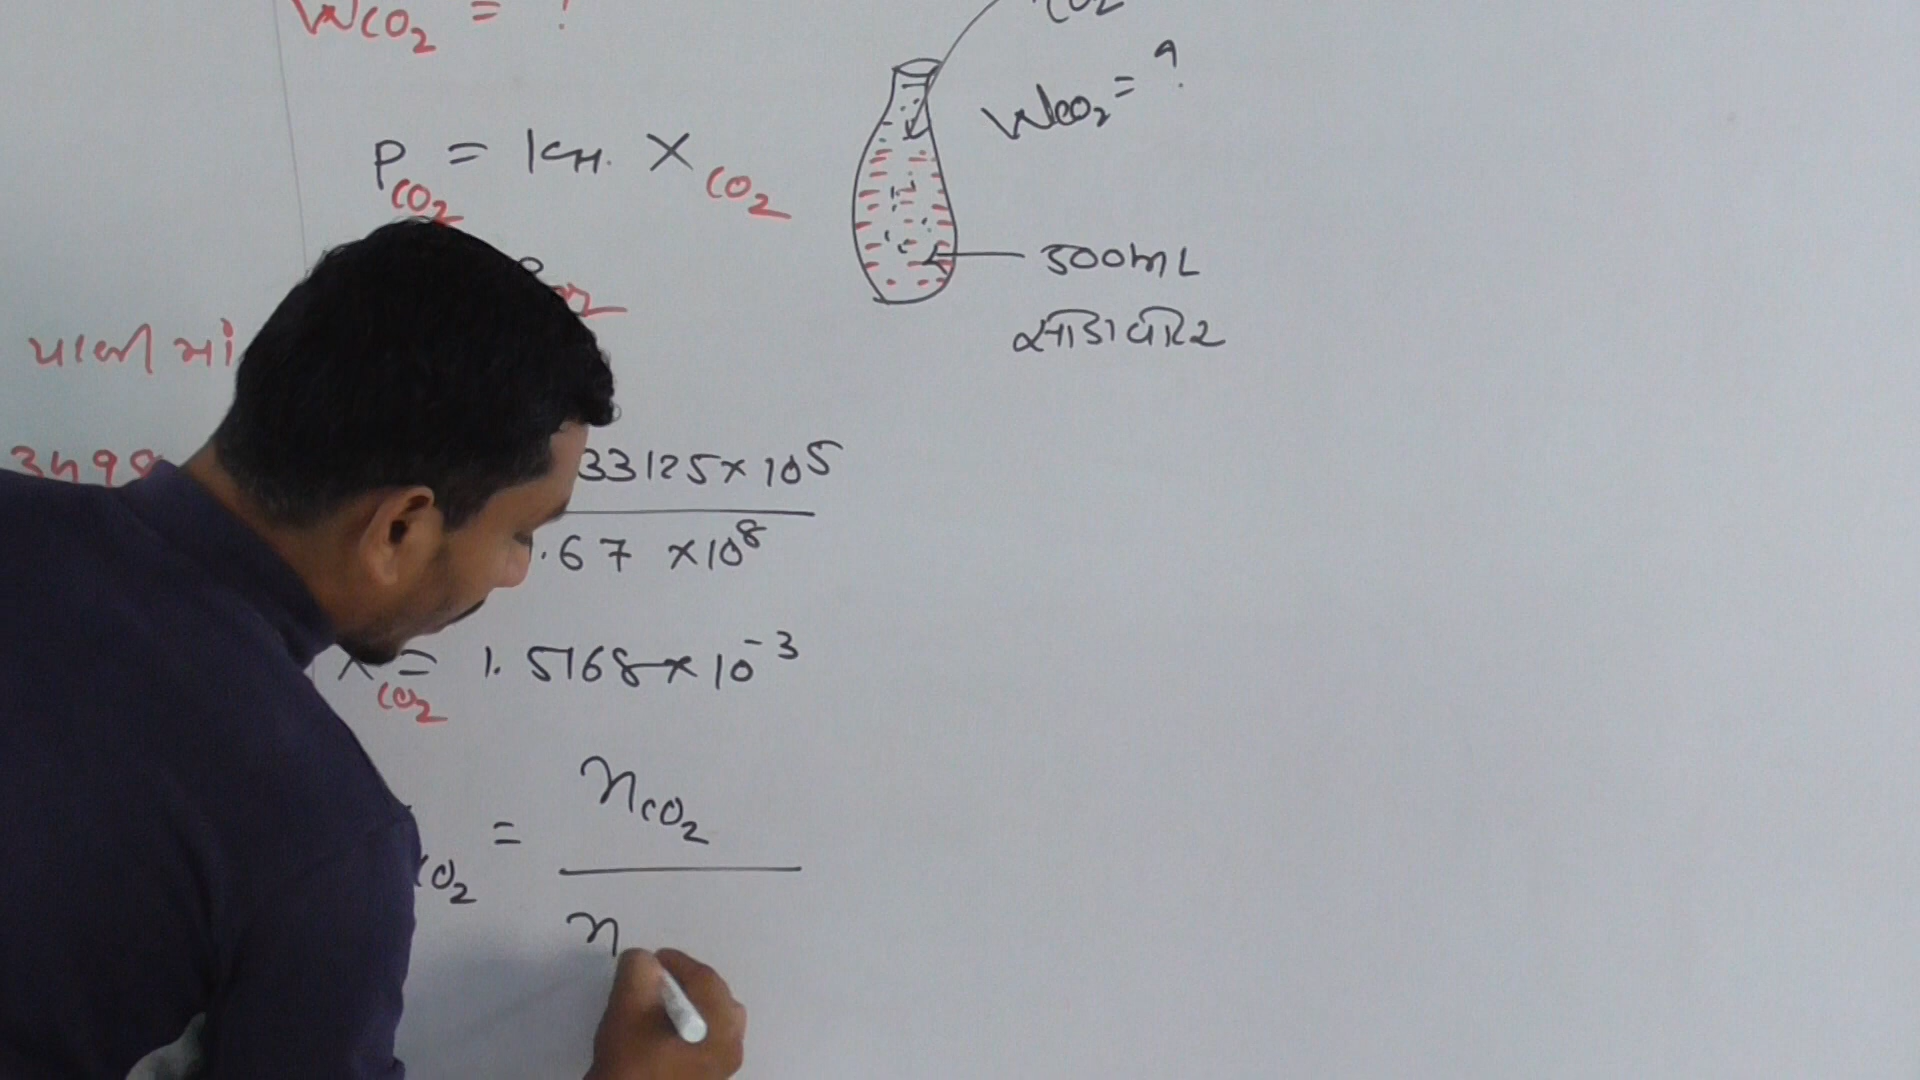 WCO₂ = ?
CO₂
WCO₂ = ?
P CO₂ = KH. X CO₂
500mL
સોડાવોટર
પાણી માં
33125 × 10⁵
.67 × 10⁸
X CO₂ = 1.5168 × 10⁻³
CO₂ = nCO₂
n